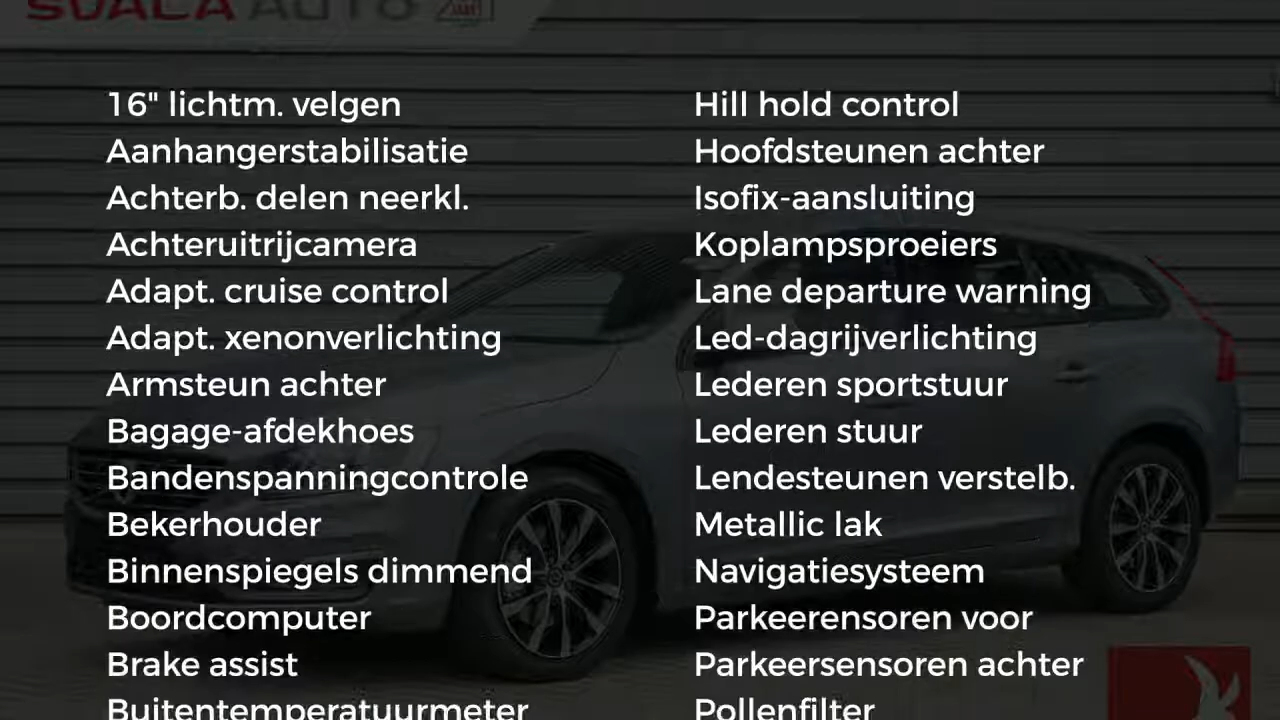 SVALA AUTO
16" lichtm. velgen
Aanhangerstabilisatie
Achterb. delen neerkl.
Achteruitrijcamera
Adapt. cruise control
Adapt. xenonverlichting
Armsteun achter
Bagage-afdekhoes
Bandenspanningcontrole
Bekerhouder
Binnenspiegels dimmend
Boordcomputer
Brake assist
Buitentemperatuurmeter
Hill hold control
Hoofdsteunen achter
Isofix-aansluiting
Koplampsproeiers
Lane departure warning
Led-dagrijverlichting
Lederen sportstuur
Lederen stuur
Lendesteunen verstelb.
Metallic lak
Navigatiesysteem
Parkeerensoren voor
Parkeersensoren achter
Pollenfilter